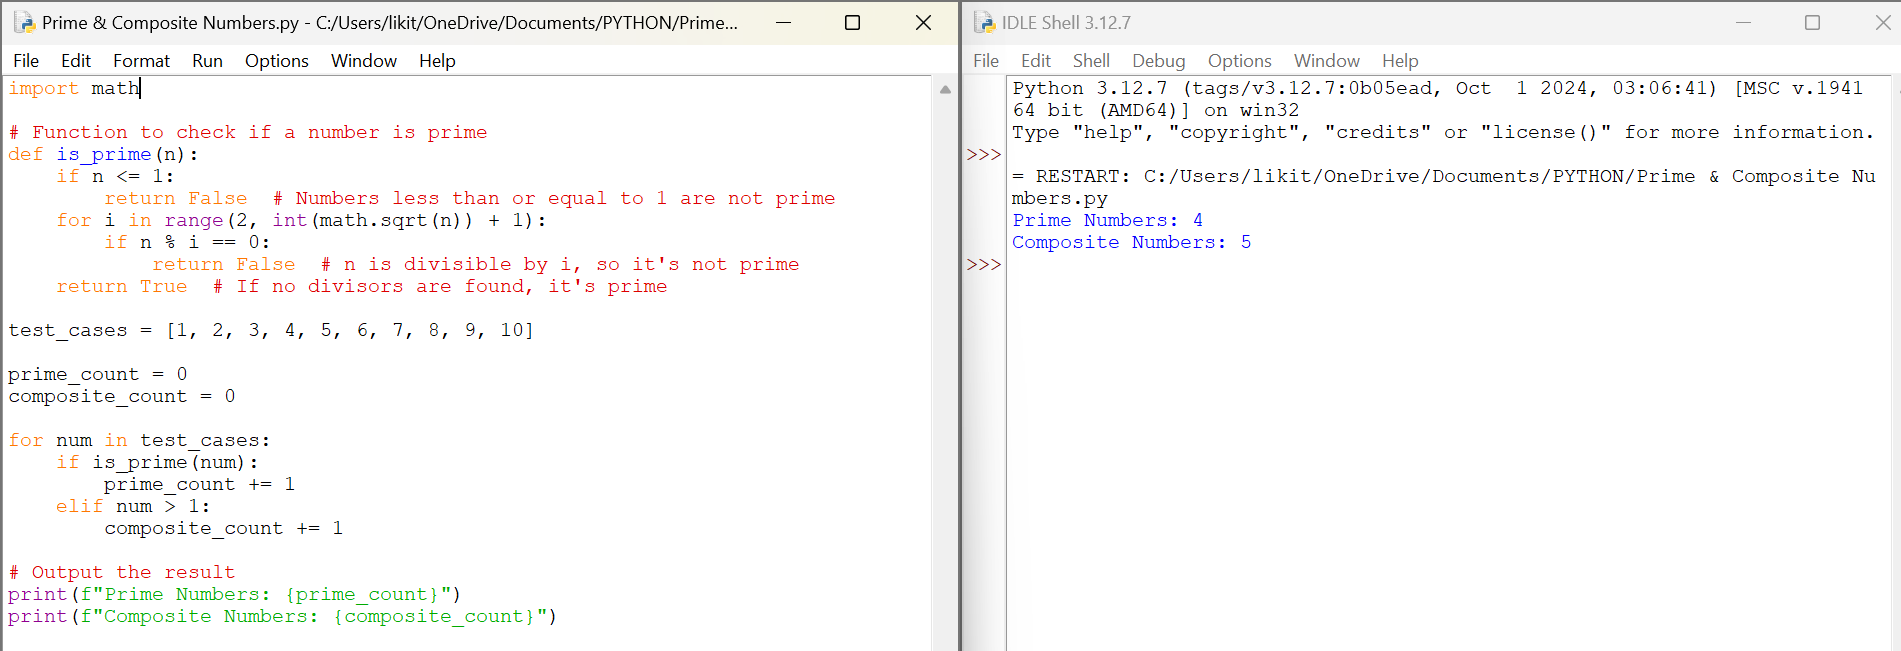 Prime & Composite Numbers.py - C:/Users/likit/OneDrive/Documents/PYTHON/Prime...
File Edit Format Run Options Window Help
import math
# Function to check if a number is prime
def is_prime(n):
    if n <= 1:
        return False  # Numbers less than or equal to 1 are not prime
    for i in range(2, int(math.sqrt(n)) + 1):
        if n % i == 0:
            return False  # n is divisible by i, so it's not prime
    return True  # If no divisors are found, it's prime
test_cases = [1, 2, 3, 4, 5, 6, 7, 8, 9, 10]
prime_count = 0
composite_count = 0
for num in test_cases:
    if is_prime(num):
        prime_count += 1
    elif num > 1:
        composite_count += 1
# Output the result
print(f"Prime Numbers: {prime_count}")
print(f"Composite Numbers: {composite_count}")
IDLE Shell 3.12.7
File Edit Shell Debug Options Window Help
Python 3.12.7 (tags/v3.12.7:0b05ead, Oct  1 2024, 03:06:41) [MSC v.1941
64 bit (AMD64)] on win32
Type "help", "copyright", "credits" or "license()" for more information.
>>>
= RESTART: C:/Users/likit/OneDrive/Documents/PYTHON/Prime & Composite Nu
mbers.py
Prime Numbers: 4
Composite Numbers: 5
>>>